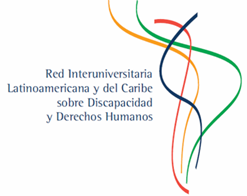 Red Interuniversitaria
Latinoamericana y del Caribe
sobre Discapacidad
y Derechos Humanos